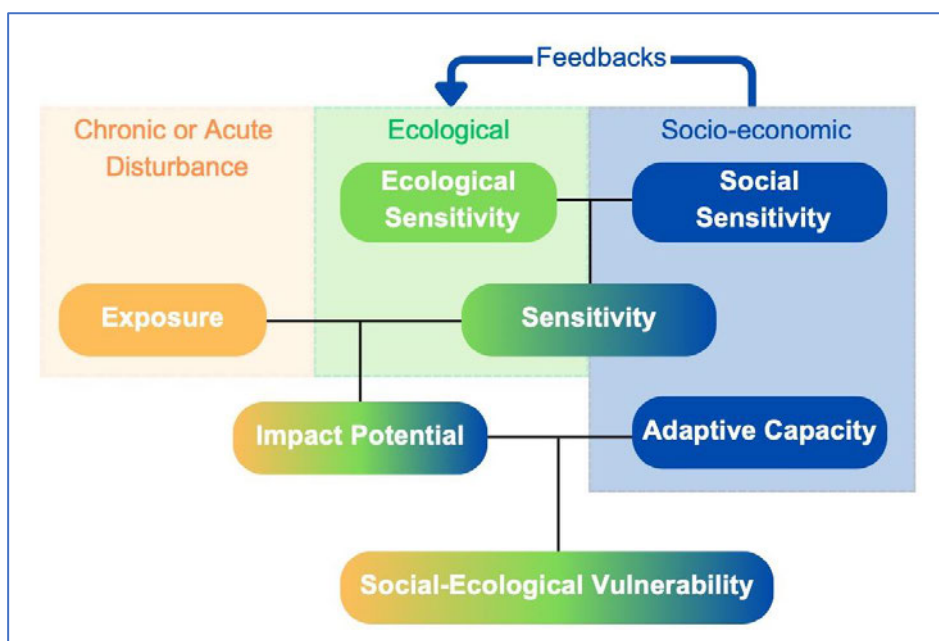 Feedbacks
Chronic or Acute
Disturbance
Ecological
Socio-economic
Ecological
Sensitivity
Social
Sensitivity
Exposure
Sensitivity
Impact Potential
Adaptive Capacity
Social-Ecological Vulnerability